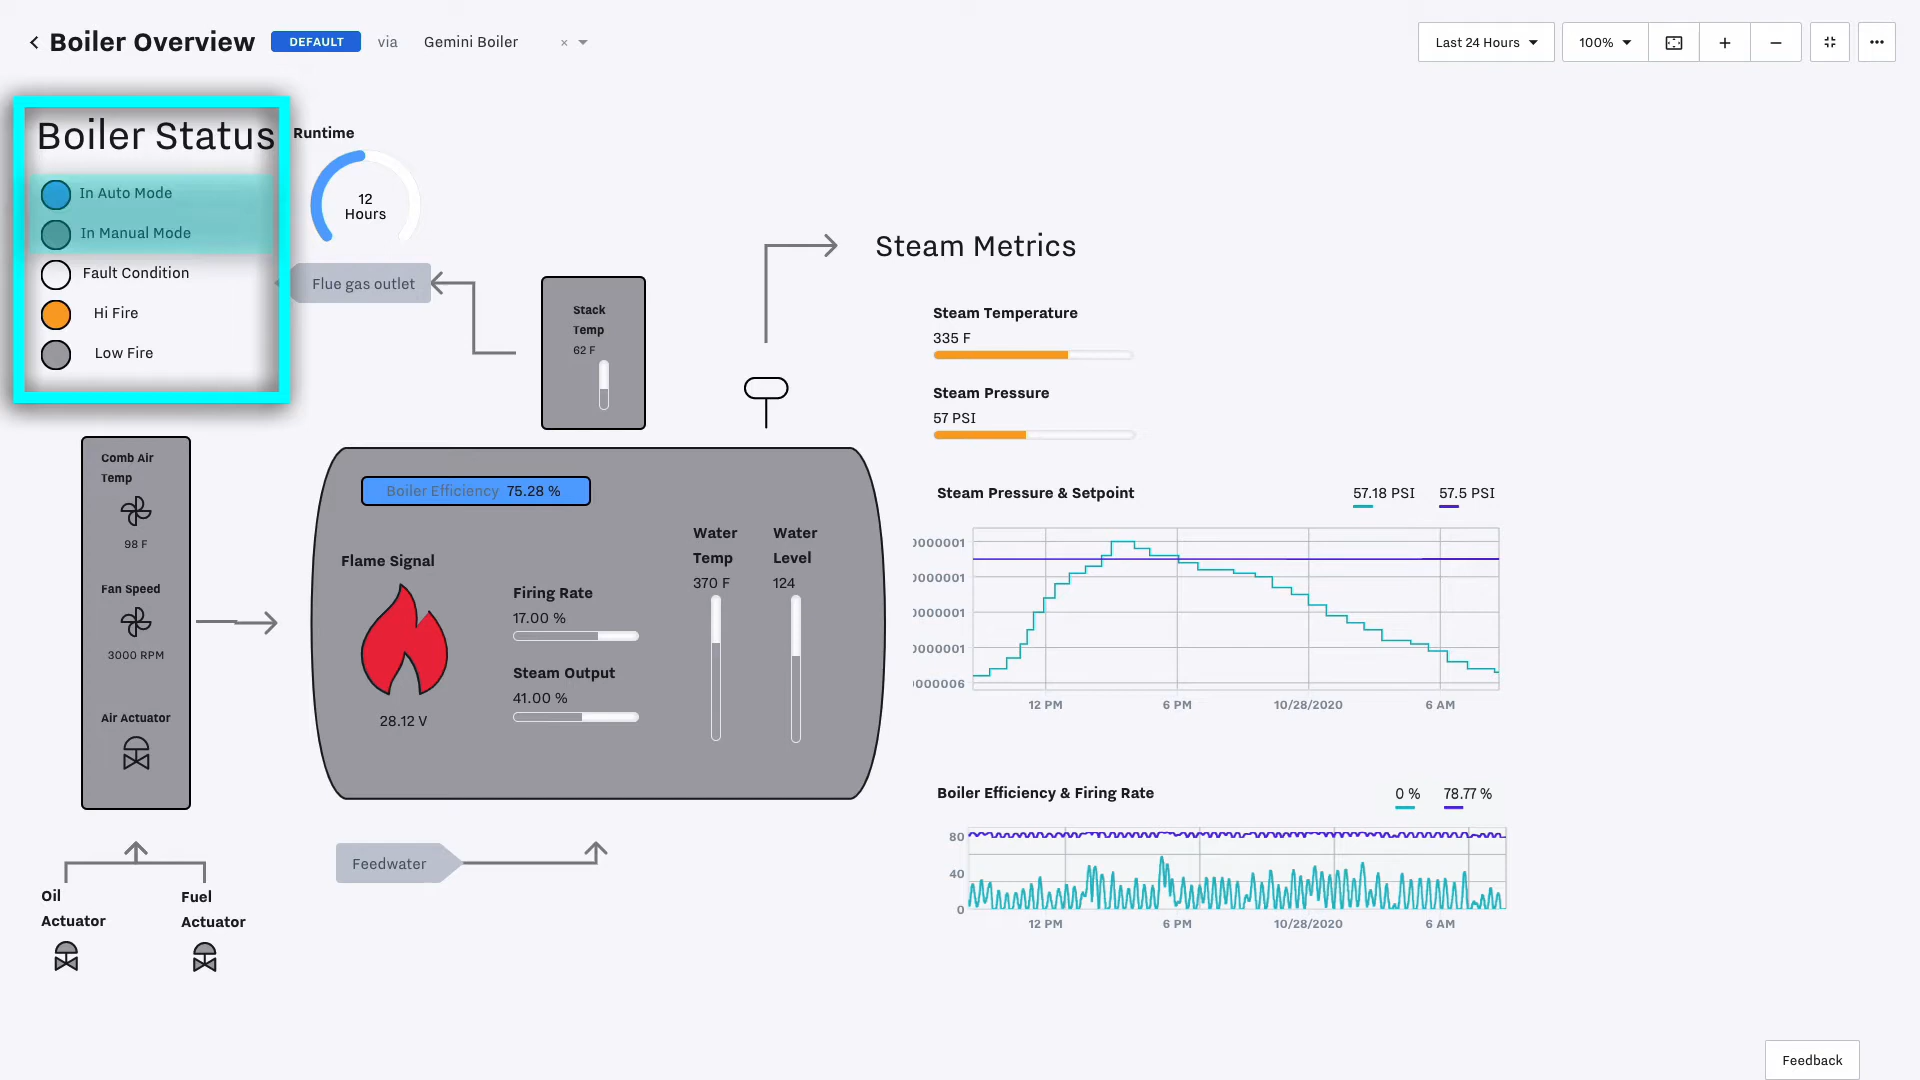 Boiler Overview DEFAULT via Gemini Boiler ×
Last 24 Hours 100% + −
Boiler Status
In Auto Mode
In Manual Mode
Fault Condition
Hi Fire
Low Fire
Runtime
12
Hours
Flue gas outlet
Stack
Temp
62 F
Steam Metrics
Steam Temperature
335 F
Steam Pressure
57 PSI
Comb Air
Temp
98 F
Fan Speed
3000 RPM
Air Actuator
Boiler Efficiency 75.28 %
Flame Signal
28.12 V
Firing Rate
17.00 %
Steam Output
41.00 %
Water
Temp
370 F
Water
Level
124
Steam Pressure & Setpoint 57.18 PSI 57.5 PSI
0000001
0000001
0000001
0000001
0000006
12 PM 6 PM 10/28/2020 6 AM
Boiler Efficiency & Firing Rate 0 % 78.77 %
80
40
0
12 PM 6 PM 10/28/2020 6 AM
Feedwater
Oil
Actuator
Fuel
Actuator
Feedback